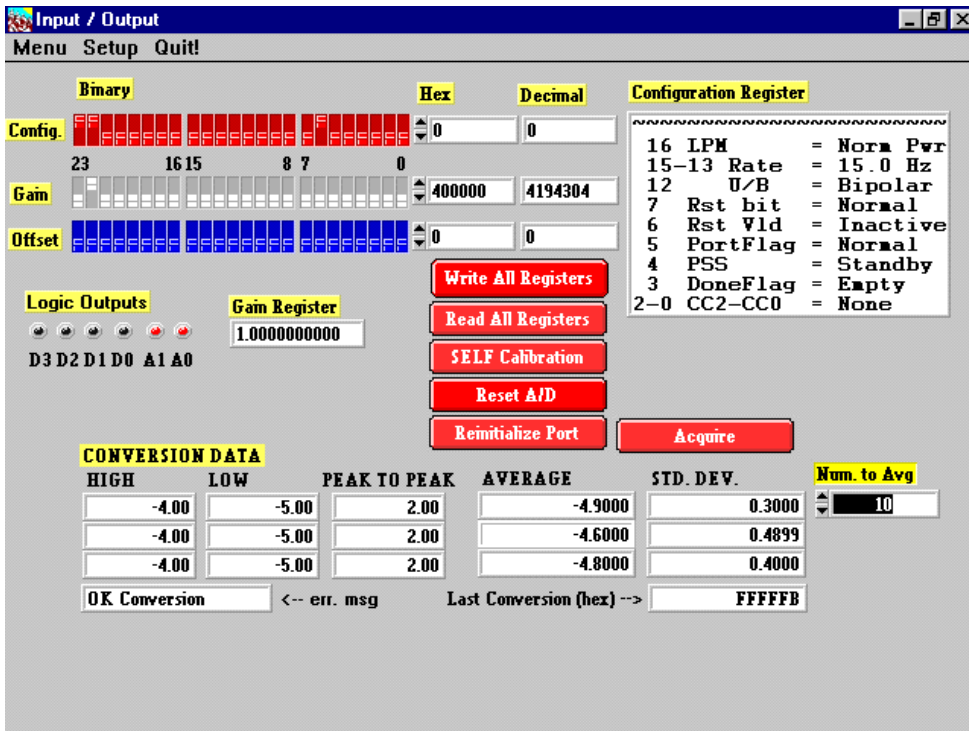 Input / Output
Menu Setup Quit!
Binary
Hex
Decimal
Configuration Register
Config.
0
0
23 16 15 8 7 0
Gain
400000
4194304
Offset
0
0
~~~~~~~~~~~~~~~~~~~~~~~~~~~
16 LPM = Norm Pwr
15-13 Rate = 15.0 Hz
12 U/B = Bipolar
7 Rst bit = Normal
6 Rst Vld = Inactive
5 PortFlag = Normal
4 PSS = Standby
3 DoneFlag = Empty
2-0 CC2-CC0 = None
Write All Registers
Read All Registers
SELF Calibration
Reset A/D
Reinitialize Port
Acquire
Logic Outputs
D3 D2 D1 D0 A1 A0
Gain Register
1.0000000000
CONVERSION DATA
HIGH LOW PEAK TO PEAK AVERAGE STD. DEV. Num. to Avg
-4.00 -5.00 2.00 -4.9000 0.3000 10
-4.00 -5.00 2.00 -4.6000 0.4899
-4.00 -5.00 2.00 -4.8000 0.4000
OK Conversion <-- err. msg Last Conversion (hex) --> FFFFFB